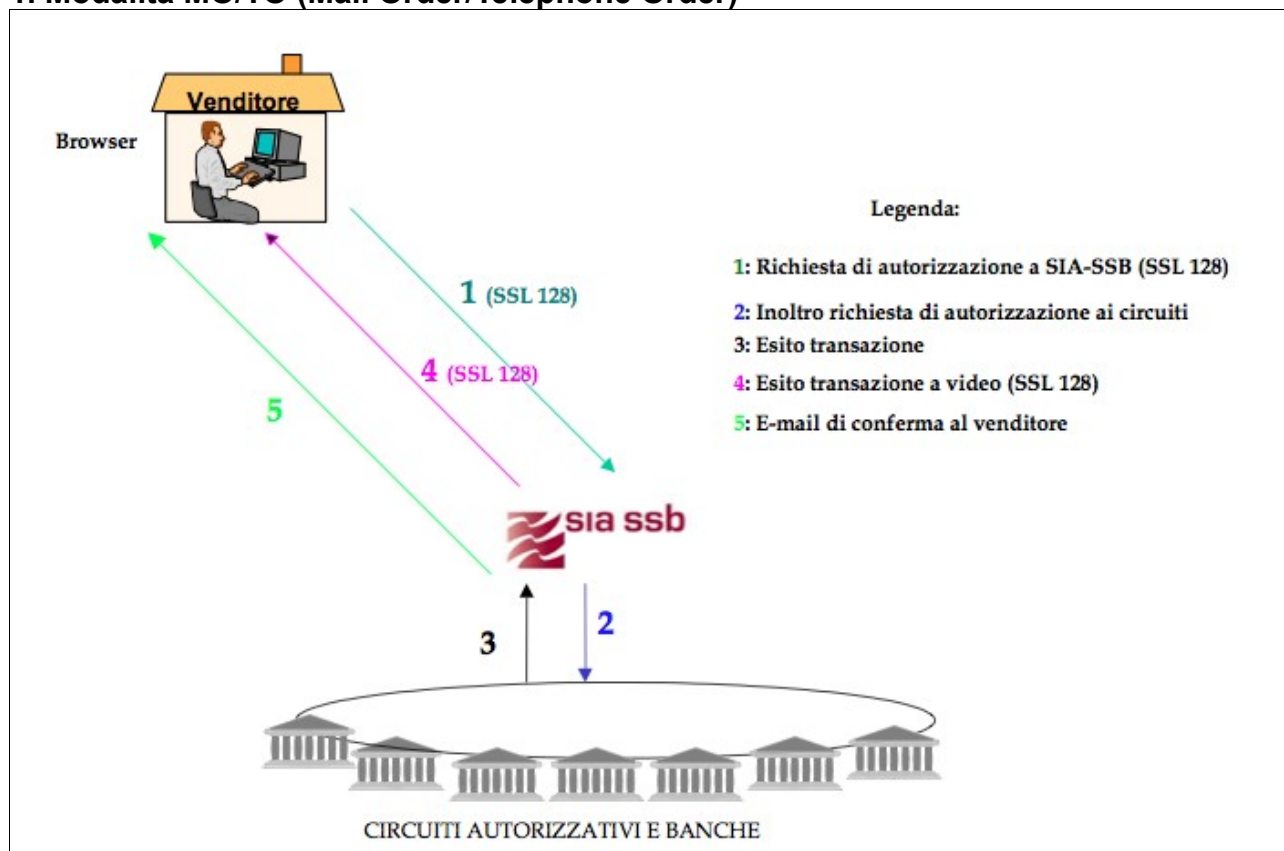 4. Modalità MO/TO (Mail Order/Telephone Order)
Venditore
Browser
Legenda:
1: Richiesta di autorizzazione a SIA-SSB (SSL 128)
2: Inoltro richiesta di autorizzazione ai circuiti
3: Esito transazione
4: Esito transazione a video (SSL 128)
5: E-mail di conferma al venditore
1 (SSL 128)
4 (SSL 128)
5
sia ssb
3
2
CIRCUITI AUTORIZZATIVI E BANCHE